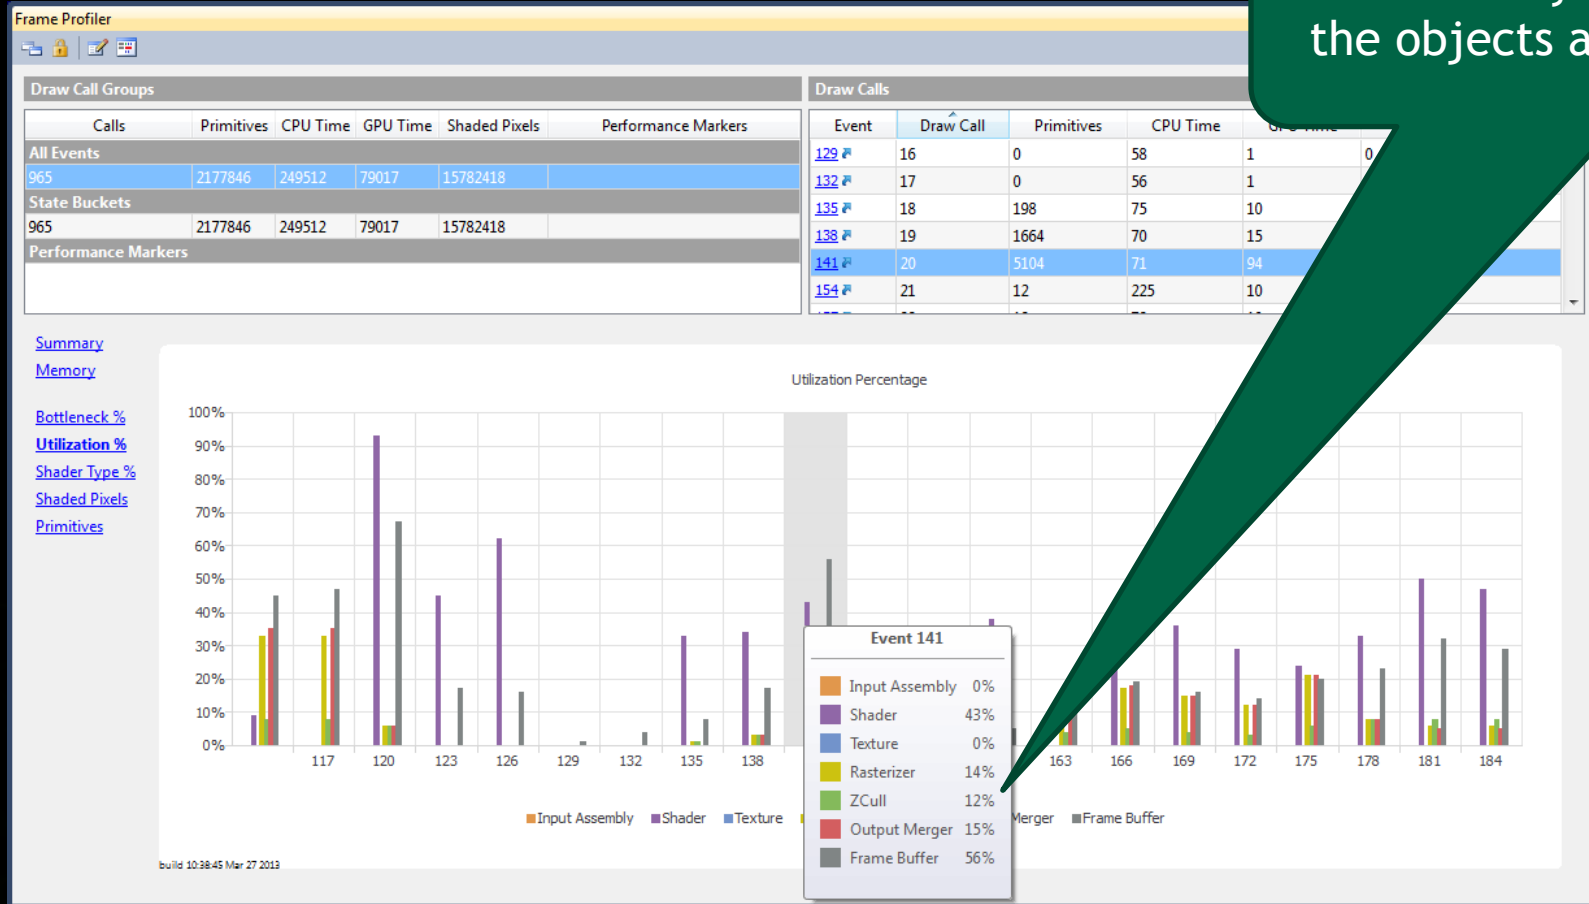 Frame Profiler
the objects a
Draw Call Groups
Calls Primitives CPU Time GPU Time Shaded Pixels Performance Markers
All Events
965 2177846 249512 79017 15782418
State Buckets
965 2177846 249512 79017 15782418
Performance Markers
Draw Calls
Event Draw Call Primitives CPU Time
129 16 0 58 1 0
132 17 0 56 1
135 18 198 75 10
138 19 1664 70 15
141 20 5104 71 94
154 21 12 225 10
Summary
Memory
Bottleneck %
Utilization %
Shader Type %
Shaded Pixels
Primitives
Utilization Percentage
100%
90%
80%
70%
60%
50%
40%
30%
20%
10%
0%
117 120 123 126 129 132 135 138 163 166 169 172 175 178 181 184
Event 141
Input Assembly 0%
Shader 43%
Texture 0%
Rasterizer 14%
ZCull 12%
Output Merger 15%
Frame Buffer 56%
Input Assembly Shader Texture Merger Frame Buffer
build 10:38:45 Mar 27 2013